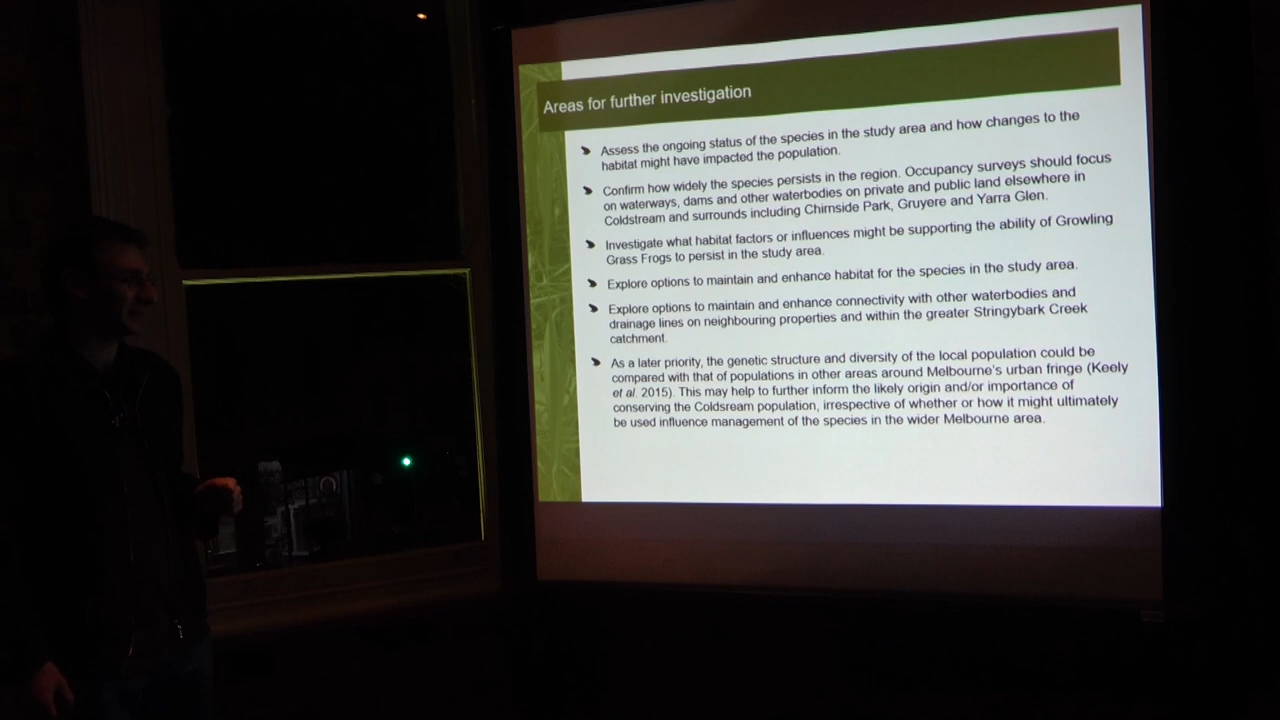 Areas for further investigation
Assess the ongoing status of the species in the study area and how changes to the
habitat might have impacted the population.
Confirm how widely the species persists in the region. Occupancy surveys should focus
on waterways, dams and other waterbodies on private and public land elsewhere in
Coldstream and surrounds including Chirnside Park, Gruyere and Yarra Glen.
Investigate what habitat factors or influences might be supporting the ability of Growling
Grass Frogs to persist in the study area.
Explore options to maintain and enhance habitat for the species in the study area.
Explore options to maintain and enhance connectivity with other waterbodies and
drainage lines on neighbouring properties and within the greater Stringybark Creek
catchment.
As a later priority, the genetic structure and diversity of the local population could be
compared with that of populations in other areas around Melbourne's urban fringe (Keely
et al. 2015). This may help to further inform the likely origin and/or importance of
conserving the Coldsream population, irrespective of whether or how it might ultimately
be used influence management of the species in the wider Melbourne area.